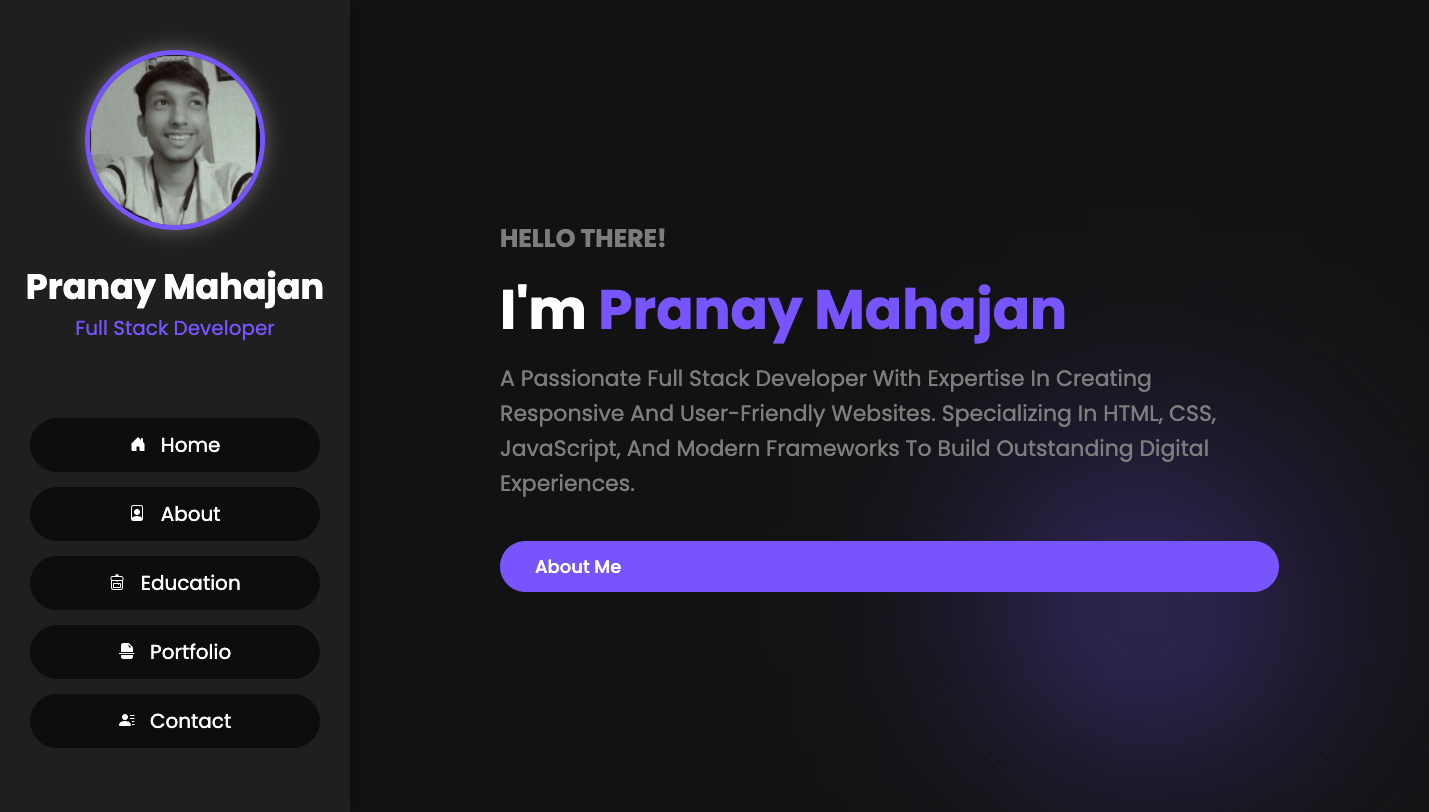 Pranay Mahajan
Full Stack Developer
Home
About
Education
Portfolio
Contact
HELLO THERE!
I'm Pranay Mahajan
A Passionate Full Stack Developer With Expertise In Creating
Responsive And User-Friendly Websites. Specializing In HTML, CSS,
JavaScript, And Modern Frameworks To Build Outstanding Digital
Experiences.
About Me